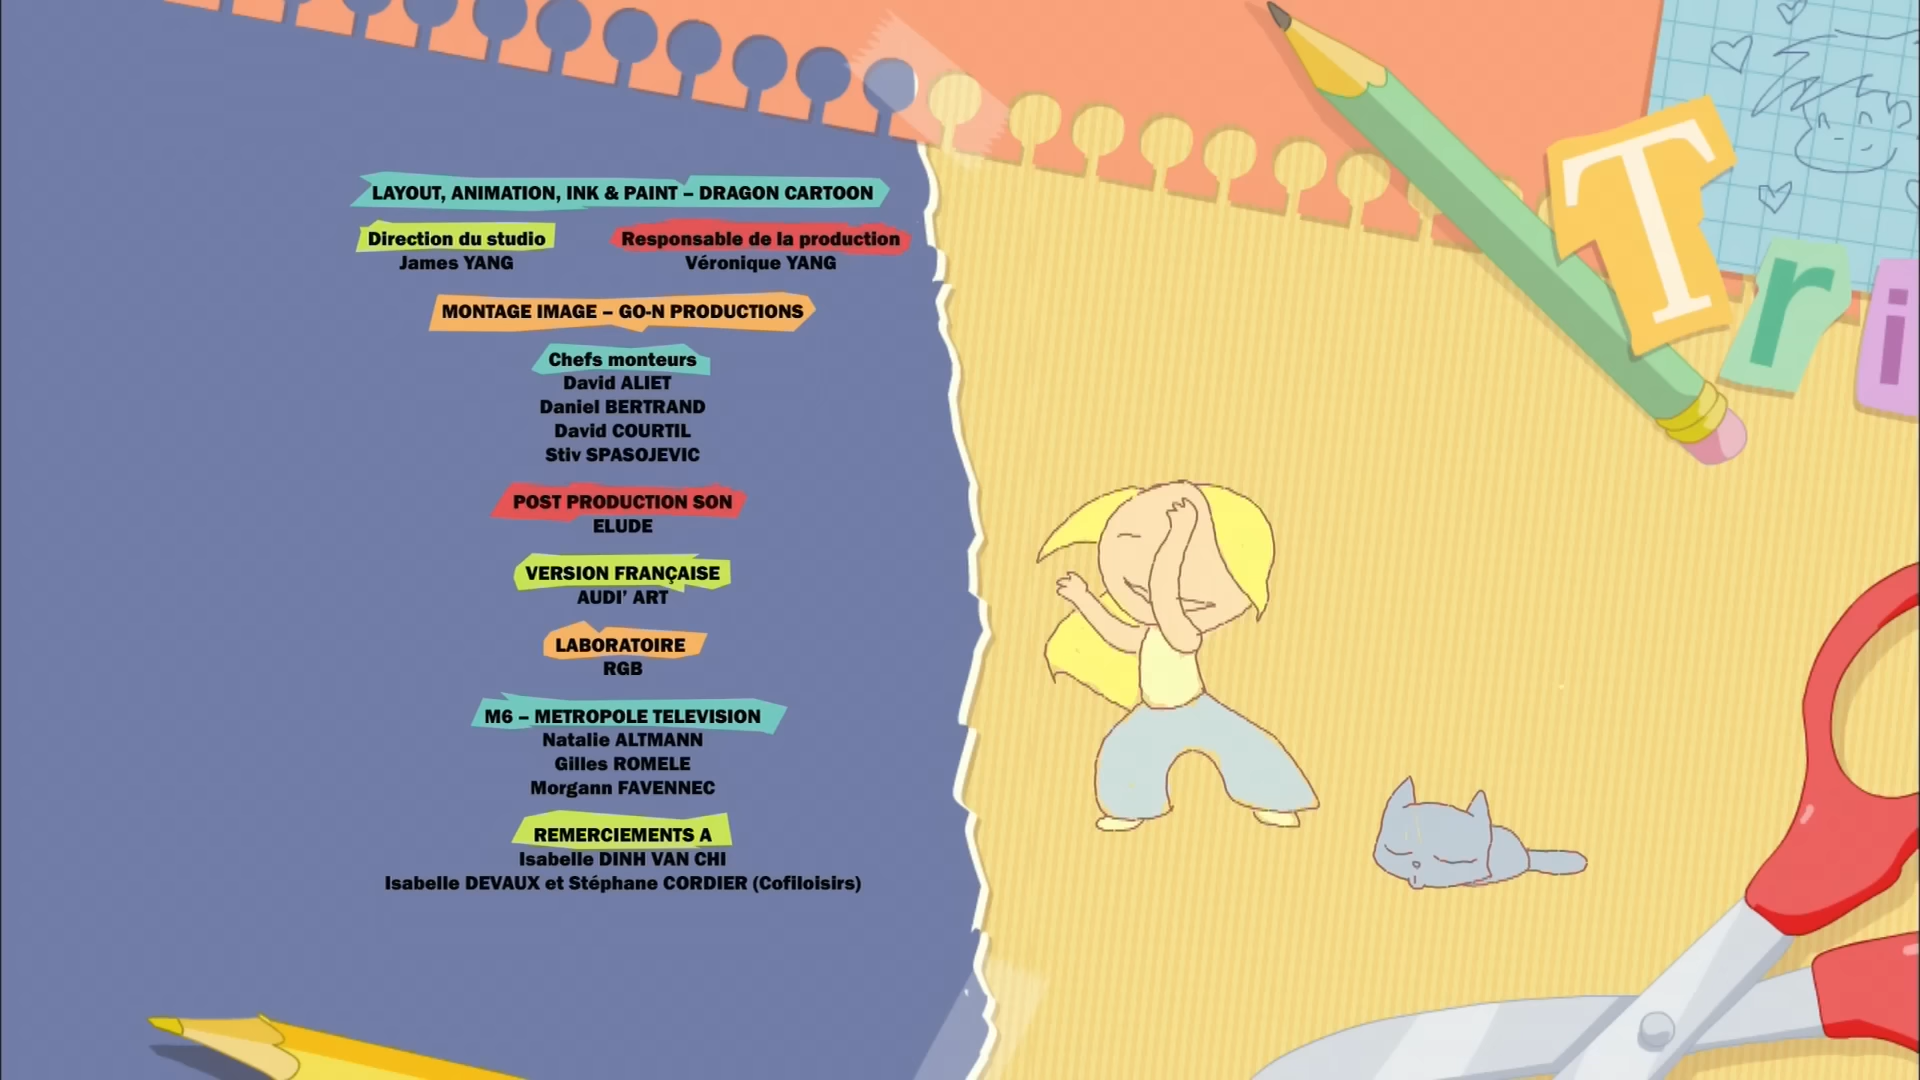 LAYOUT, ANIMATION, INK & PAINT – DRAGON CARTOON
Direction du studio
James YANG
Responsable de la production
Véronique YANG
MONTAGE IMAGE – GO-N PRODUCTIONS
Chefs monteurs
David ALIET
Daniel BERTRAND
David COURTIL
Stiv SPASOJEVIC
POST PRODUCTION SON
ELUDE
VERSION FRANÇAISE
AUDI’ ART
LABORATOIRE
RGB
M6 – METROPOLE TELEVISION
Natalie ALTMANN
Gilles ROMELE
Morgann FAVENNEC
REMERCIEMENTS A
Isabelle DINH VAN CHI
Isabelle DEVAUX et Stéphane CORDIER (Cofiloisirs)
Tri